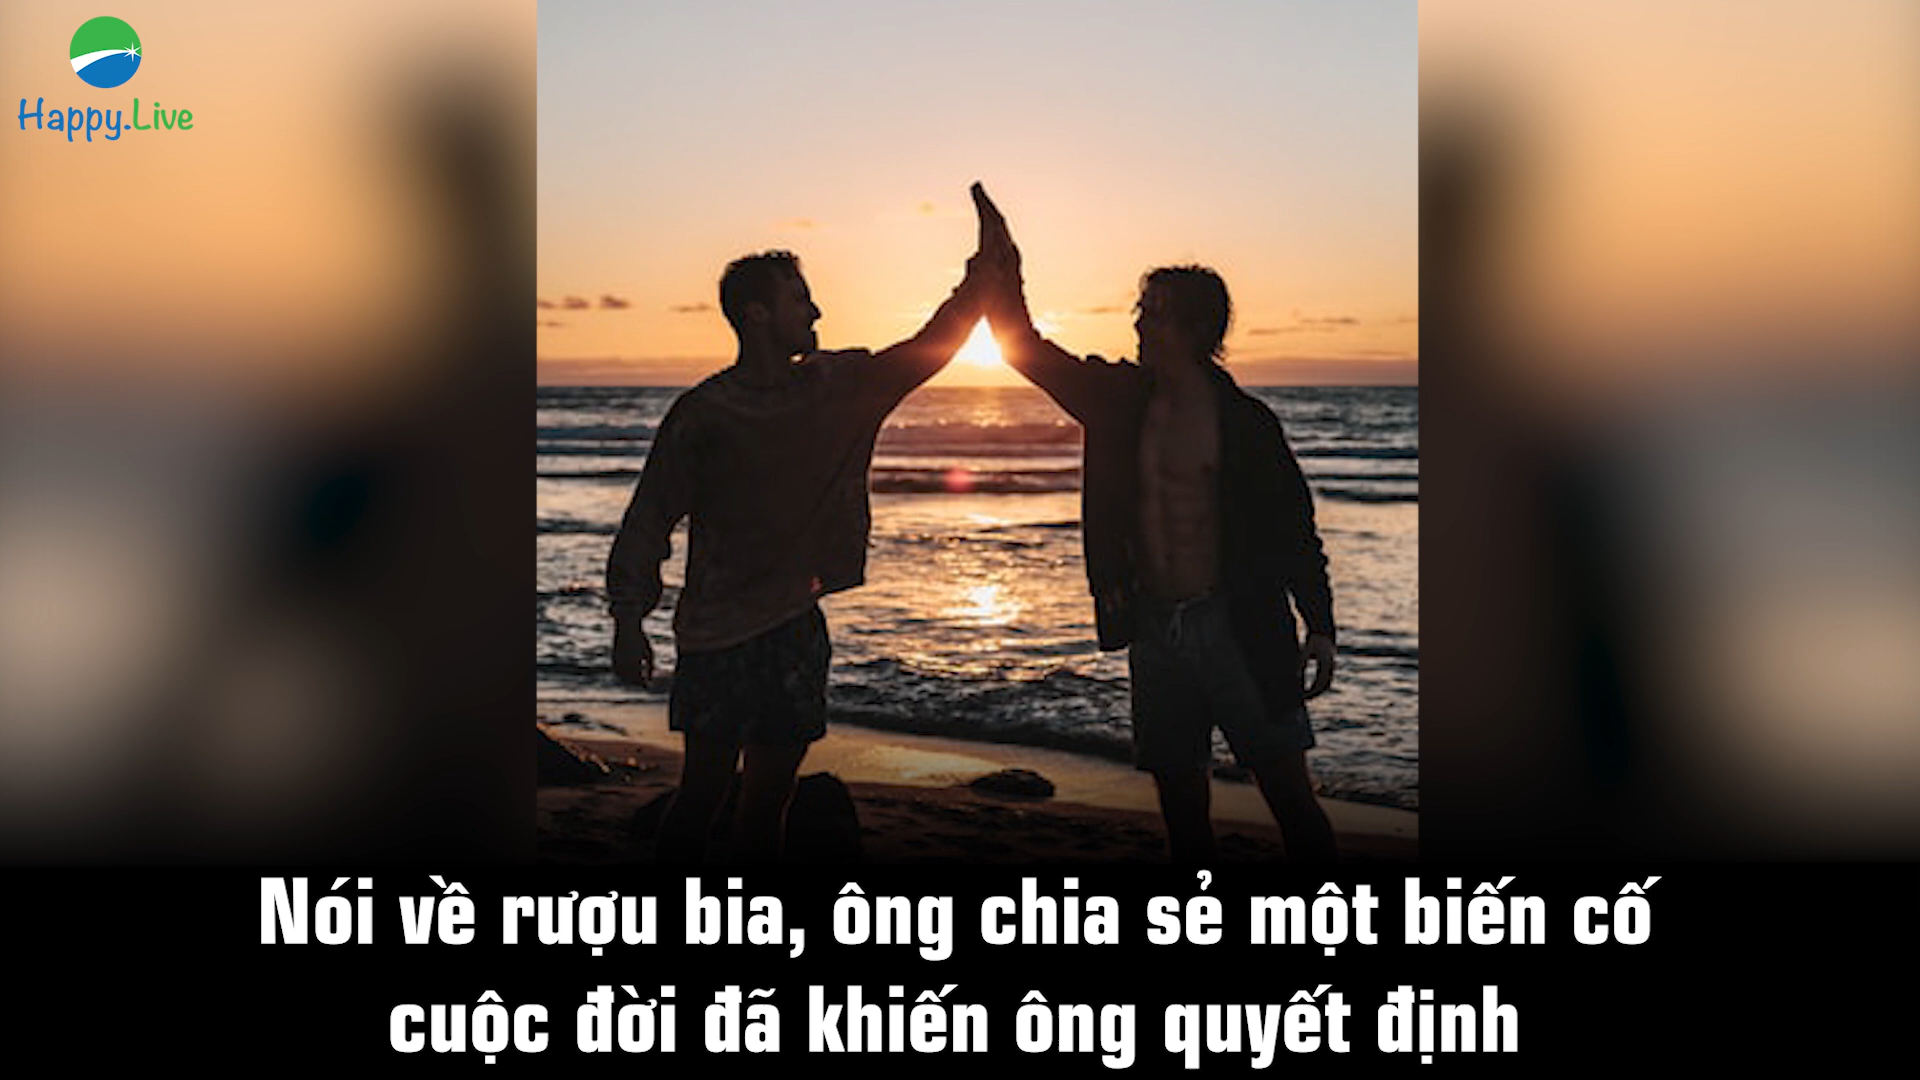 Happy.Live
Nói về rượu bia, ông chia sẻ một biến cố
cuộc đời đã khiến ông quyết định